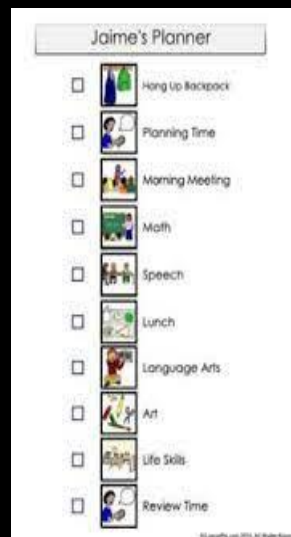 Jaime's Planner
Hang Up Backpack
Planning Time
Morning Meeting
Math
Speech
Lunch
Language Arts
Art
Life Skills
Review Time